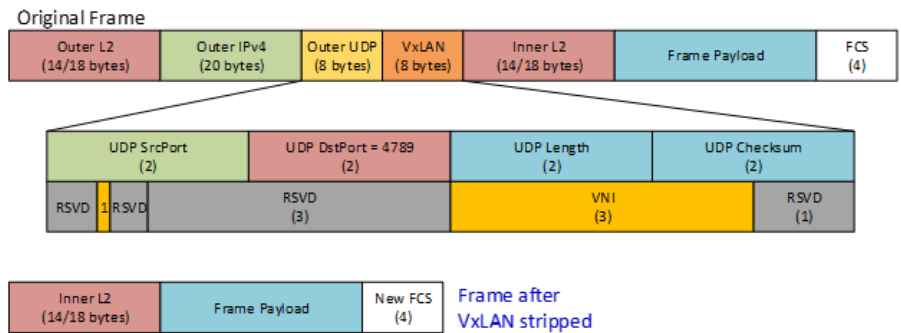 Original Frame
Outer L2
(14/18 bytes)
Outer IPv4
(20 bytes)
Outer UDP
(8 bytes)
VxLAN
(8 bytes)
Inner L2
(14/18 bytes)
Frame Payload
FCS
(4)
UDP SrcPort
(2)
UDP DstPort = 4789
(2)
UDP Length
(2)
UDP Checksum
(2)
RSVD
1
RSVD
RSVD
(3)
VNI
(3)
RSVD
(1)
Inner L2
(14/18 bytes)
Frame Payload
New FCS
(4)
Frame after
VxLAN stripped